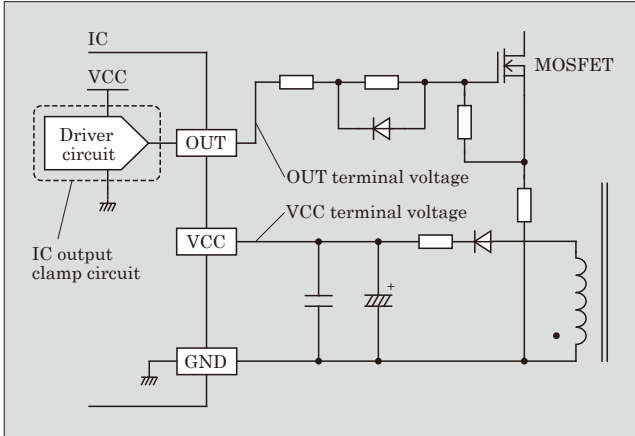 IC
VCC
MOSFET
Driver
circuit
OUT
OUT terminal voltage
VCC terminal voltage
VCC
IC output
clamp circuit
+
GND